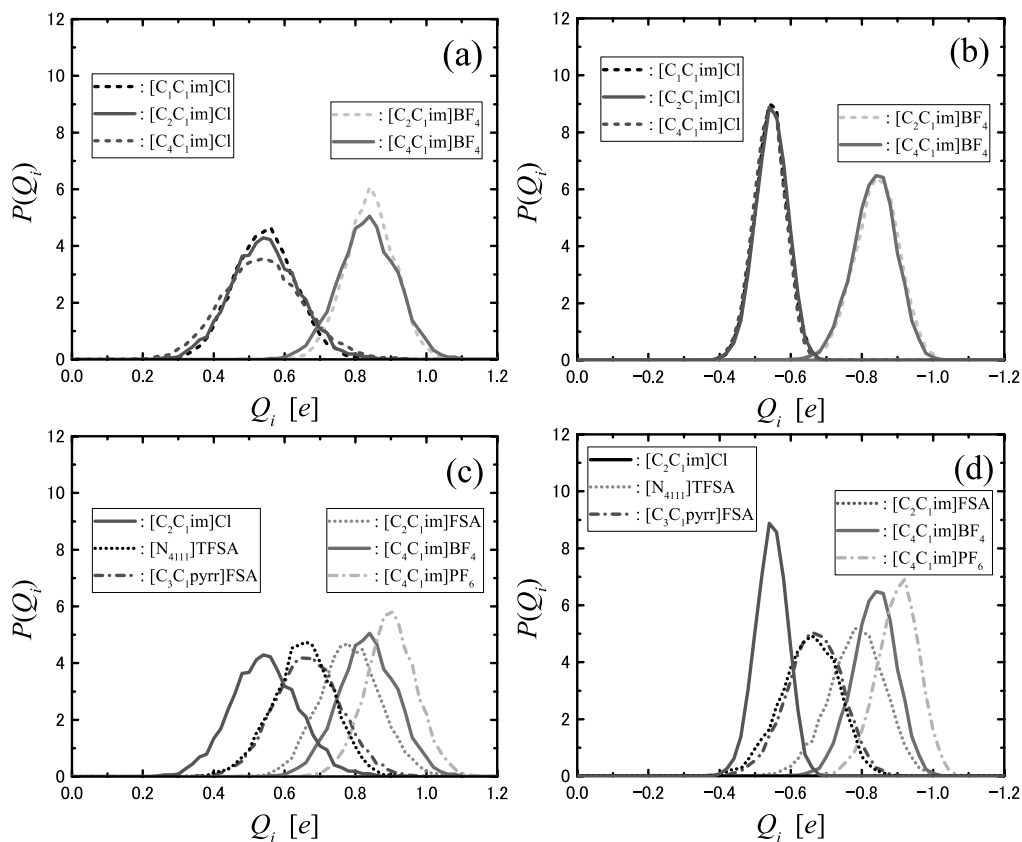 (a)
: [C₁C₁im]Cl
: [C₂C₁im]Cl
: [C₄C₁im]Cl
: [C₂C₁im]BF₄
: [C₄C₁im]BF₄
P(Qᵢ)
12
10
8
6
4
2
0
0.0 0.2 0.4 0.6 0.8 1.0 1.2
Qᵢ [e]
(b)
: [C₁C₁im]Cl
: [C₂C₁im]Cl
: [C₄C₁im]Cl
: [C₂C₁im]BF₄
: [C₄C₁im]BF₄
P(Qᵢ)
12
10
8
6
4
2
0
0.0 −0.2 −0.4 −0.6 −0.8 −1.0 −1.2
Qᵢ [e]
(c)
: [C₂C₁im]Cl
: [N₄₁₁₁]TFSA
: [C₃C₁pyrr]FSA
: [C₂C₁im]FSA
: [C₄C₁im]BF₄
: [C₄C₁im]PF₆
P(Qᵢ)
12
10
8
6
4
2
0
0.0 0.2 0.4 0.6 0.8 1.0 1.2
Qᵢ [e]
(d)
: [C₂C₁im]Cl
: [N₄₁₁₁]TFSA
: [C₃C₁pyrr]FSA
: [C₂C₁im]FSA
: [C₄C₁im]BF₄
: [C₄C₁im]PF₆
P(Qᵢ)
12
10
8
6
4
2
0
0.0 −0.2 −0.4 −0.6 −0.8 −1.0 −1.2
Qᵢ [e]